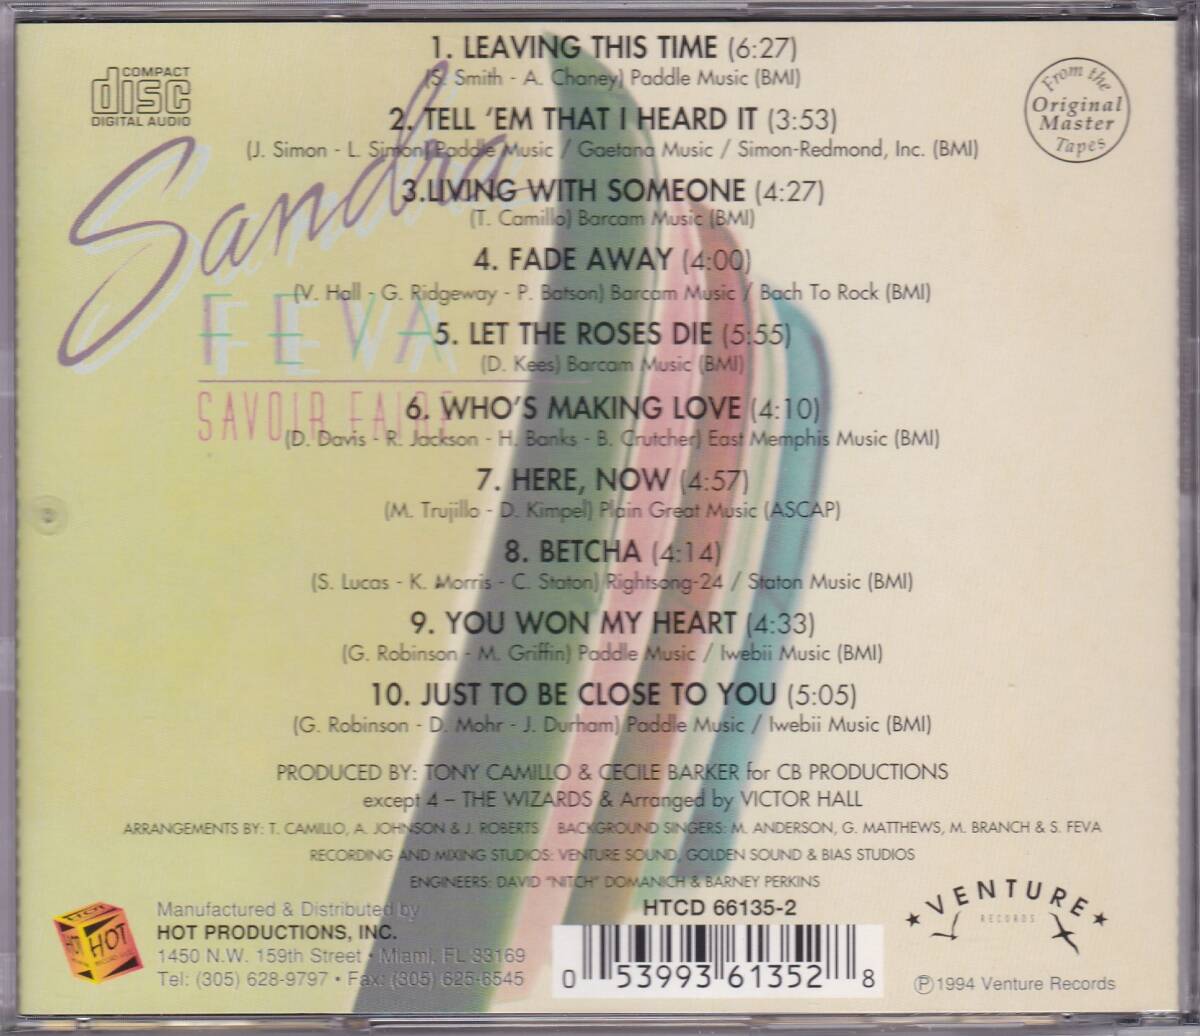 COMPACT
disc
DIGITAL AUDIO
From the
Original
Master
Tapes
Sandra
FEVA
SAVOIR FAIRE
1. LEAVING THIS TIME (6:27)
(S. Smith - A. Chaney) Paddle Music (BMI)
2. TELL 'EM THAT I HEARD IT (3:53)
(J. Simon - L. Simon) Paddle Music / Gaetana Music / Simon-Redmond, Inc. (BMI)
3.LIVING WITH SOMEONE (4:27)
(T. Camillo) Barcam Music (BMI)
4. FADE AWAY (4:00)
(V. Hall - G. Ridgeway - P. Batson) Barcam Music / Bach To Rock (BMI)
5. LET THE ROSES DIE (5:55)
(D. Kees) Barcam Music (BMI)
6. WHO'S MAKING LOVE (4:10)
(D. Davis - R. Jackson - H. Banks - B. Crutcher) East Memphis Music (BMI)
7. HERE, NOW (4:57)
(M. Trujillo - D. Kimpel) Plain Great Music (ASCAP)
8. BETCHA (4:14)
(S. Lucas - K. Morris - C. Staton) Rightsong-24 / Staton Music (BMI)
9. YOU WON MY HEART (4:33)
(G. Robinson - M. Griffin) Paddle Music / Iwebii Music (BMI)
10. JUST TO BE CLOSE TO YOU (5:05)
(G. Robinson - D. Mohr - J. Durham) Paddle Music / Iwebii Music (BMI)
PRODUCED BY: TONY CAMILLO & CECILE BARKER for CB PRODUCTIONS
except 4 – THE WIZARDS & Arranged by VICTOR HALL
ARRANGEMENTS BY: T. CAMILLO, A. JOHNSON & J. ROBERTS BACKGROUND SINGERS: M. ANDERSON, G. MATTHEWS, M. BRANCH & S. FEVA
RECORDING AND MIXING STUDIOS: VENTURE SOUND, GOLDEN SOUND & BIAS STUDIOS
ENGINEERS: DAVID "NITCH" DOMANICH & BARNEY PERKINS
HOT
HOT
HOT
Manufactured & Distributed by
HOT PRODUCTIONS, INC.
1450 N.W. 159th Street • Miami, FL 33169
Tel: (305) 628-9797 • Fax: (305) 625-6545
HTCD 66135-2
0 53993 61352 8
VENTURE
RECORDS
℗1994 Venture Records